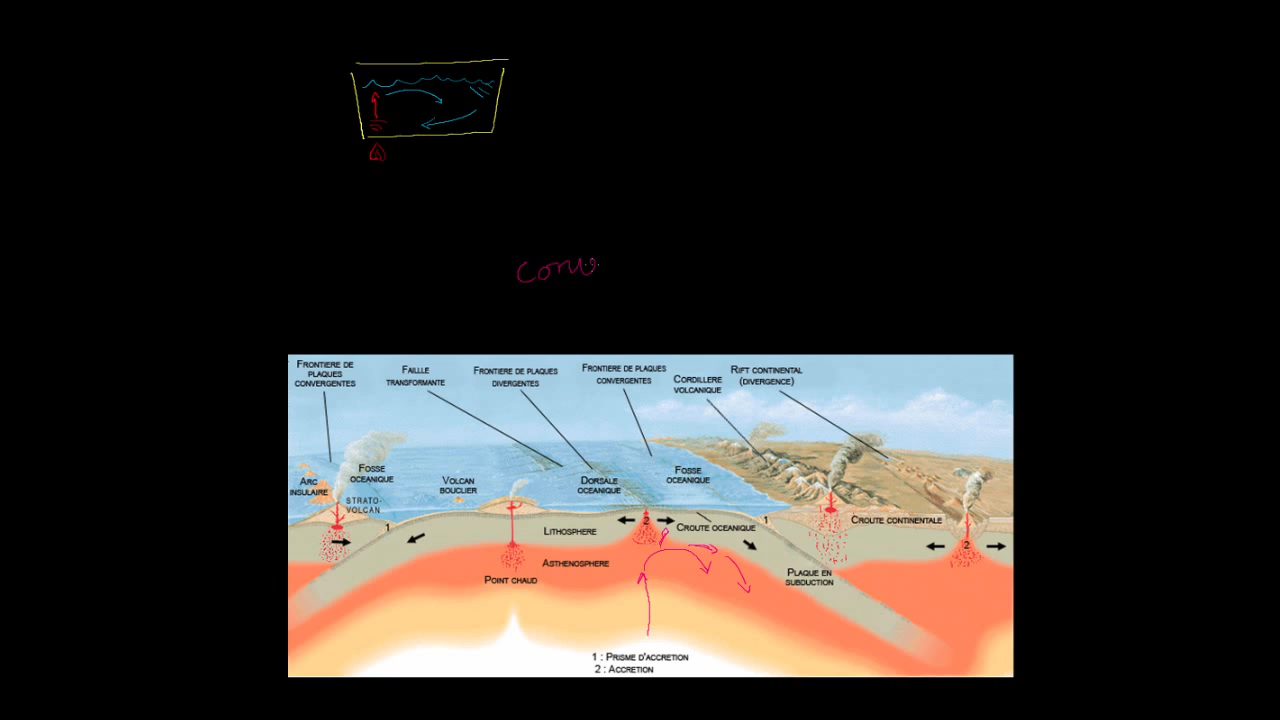 Conv
FRONTIERE DE
PLAQUES
CONVERGENTES
FAILLE
TRANSFORMANTE
FRONTIERE DE PLAQUES
DIVERGENTES
FRONTIERE DE PLAQUES
CONVERGENTES
CORDILLERE
VOLCANIQUE
RIFT CONTINENTAL
(DIVERGENCE)
ARC
INSULAIRE
FOSSE
OCEANIQUE
STRATO-
VOLCAN
VOLCAN
BOUCLIER
DORSALE
OCEANIQUE
FOSSE
OCEANIQUE
1
LITHOSPHERE
2
CROUTE OCEANIQUE
1
CROUTE CONTINENTALE
2
ASTHENOSPHERE
POINT CHAUD
PLAQUE EN
SUBDUCTION
1 : PRISME D'ACCRETION
2 : ACCRETION